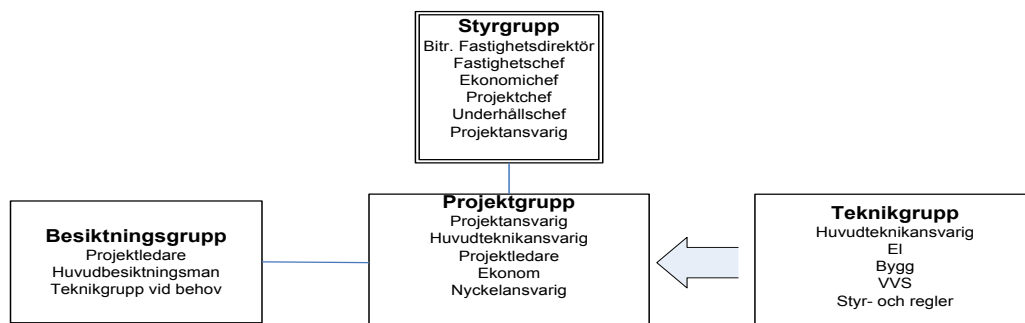 Styrgrupp
Bitr. Fastighetsdirektör
Fastighetschef
Ekonomichef
Projektchef
Underhållschef
Projektansvarig
Besiktningsgrupp
Projektledare
Huvudbesiktningsman
Teknikgrupp vid behov
Projektgrupp
Projektansvarig
Huvudteknikansvarig
Projektledare
Ekonom
Nyckelansvarig
Teknikgrupp
Huvudteknikansvarig
El
Bygg
VVS
Styr- och regler